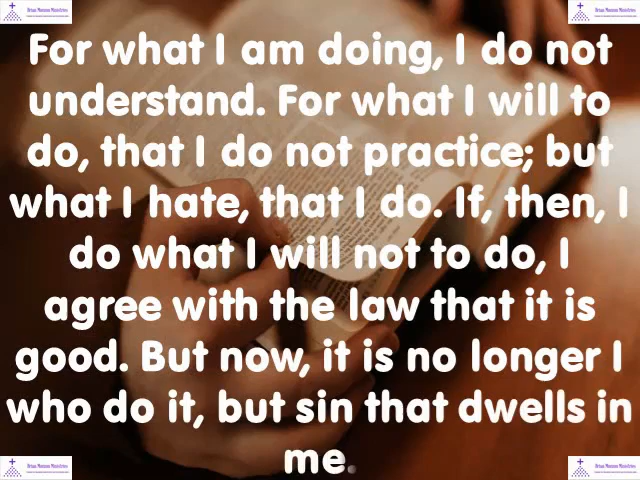 For what I am doing, I do not
understand. For what I will to
do, that I do not practice; but
what I hate, that I do. If, then, I
do what I will not to do, I
agree with the law that it is
good. But now, it is no longer I
who do it, but sin that dwells in
me.